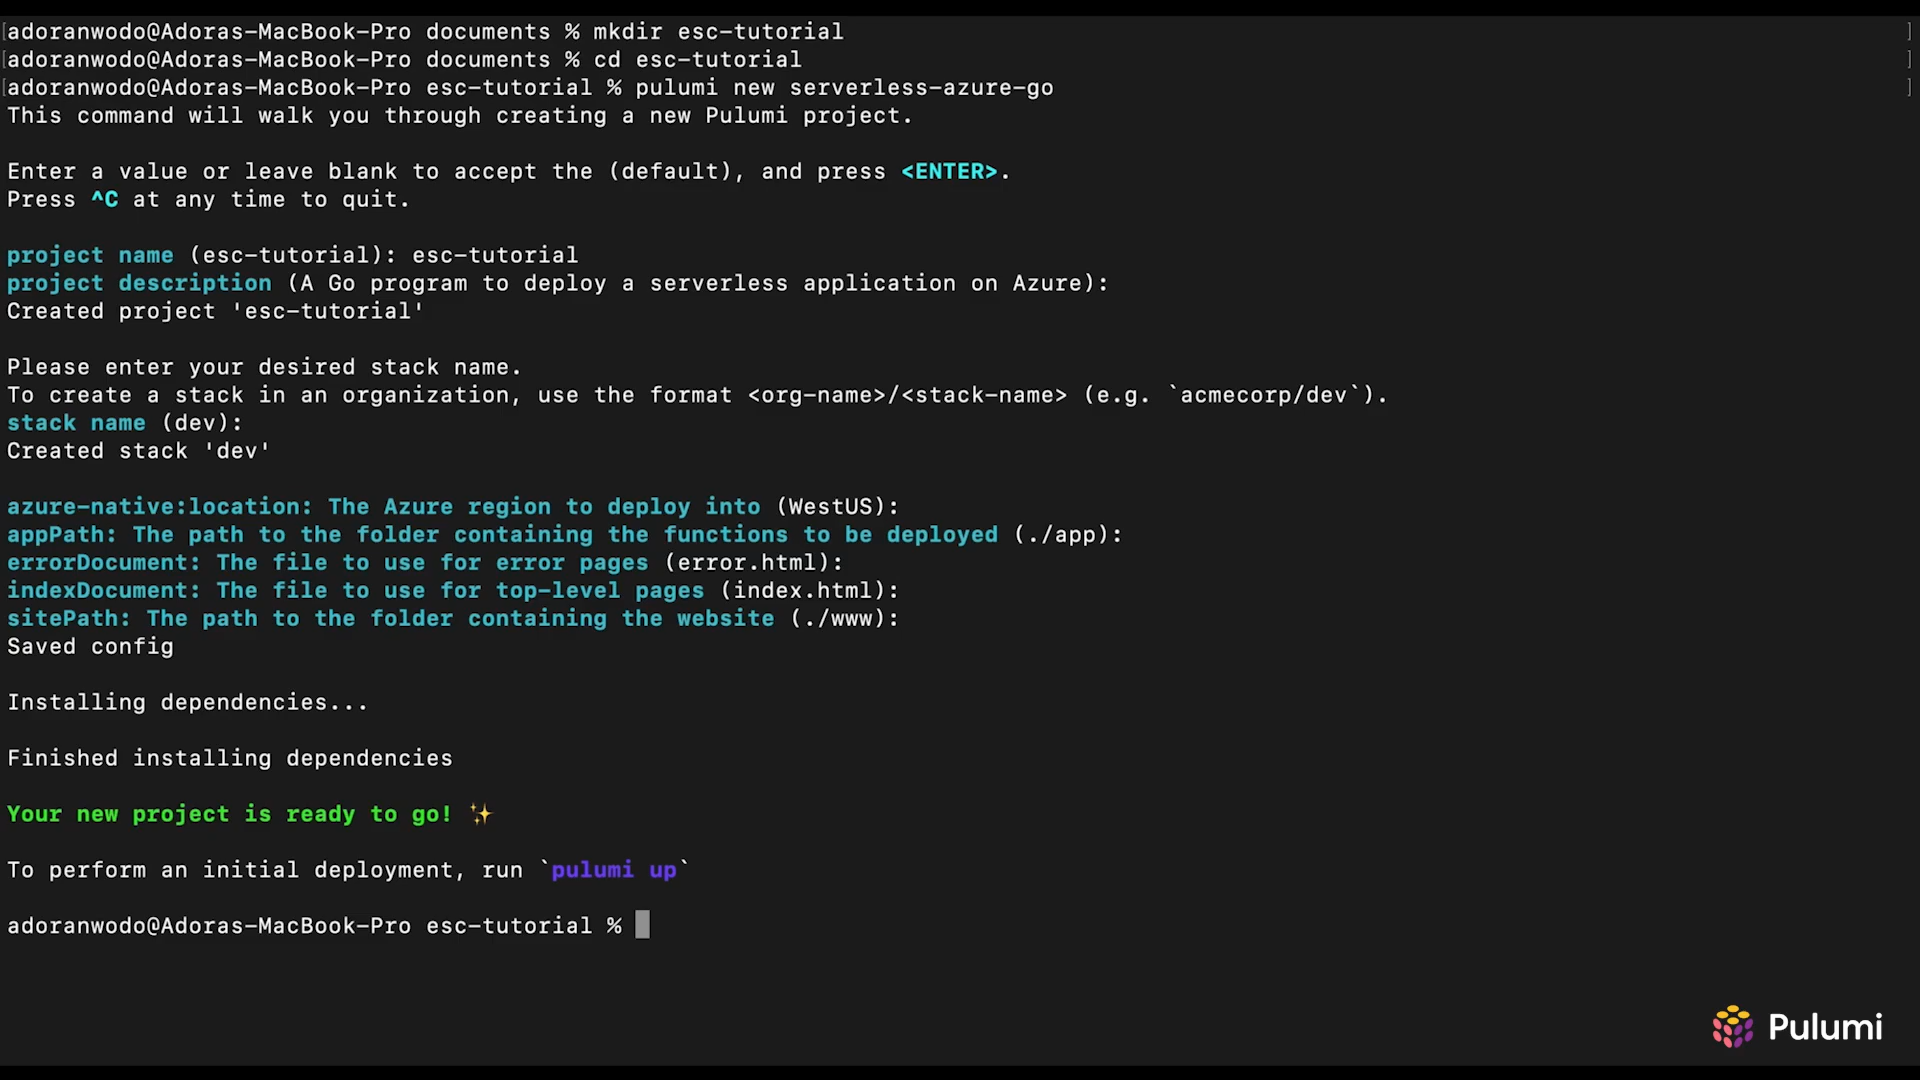 [adoranwodo@Adoras-MacBook-Pro documents % mkdir esc-tutorial ]
[adoranwodo@Adoras-MacBook-Pro documents % cd esc-tutorial ]
[adoranwodo@Adoras-MacBook-Pro esc-tutorial % pulumi new serverless-azure-go ]
This command will walk you through creating a new Pulumi project.
Enter a value or leave blank to accept the (default), and press <ENTER>.
Press ^C at any time to quit.
project name (esc-tutorial): esc-tutorial
project description (A Go program to deploy a serverless application on Azure):
Created project 'esc-tutorial'
Please enter your desired stack name.
To create a stack in an organization, use the format <org-name>/<stack-name> (e.g. `acmecorp/dev`).
stack name (dev):
Created stack 'dev'
azure-native:location: The Azure region to deploy into (WestUS):
appPath: The path to the folder containing the functions to be deployed (./app):
errorDocument: The file to use for error pages (error.html):
indexDocument: The file to use for top-level pages (index.html):
sitePath: The path to the folder containing the website (./www):
Saved config
Installing dependencies...
Finished installing dependencies
Your new project is ready to go! ✨
To perform an initial deployment, run `pulumi up`
adoranwodo@Adoras-MacBook-Pro esc-tutorial %
Pulumi